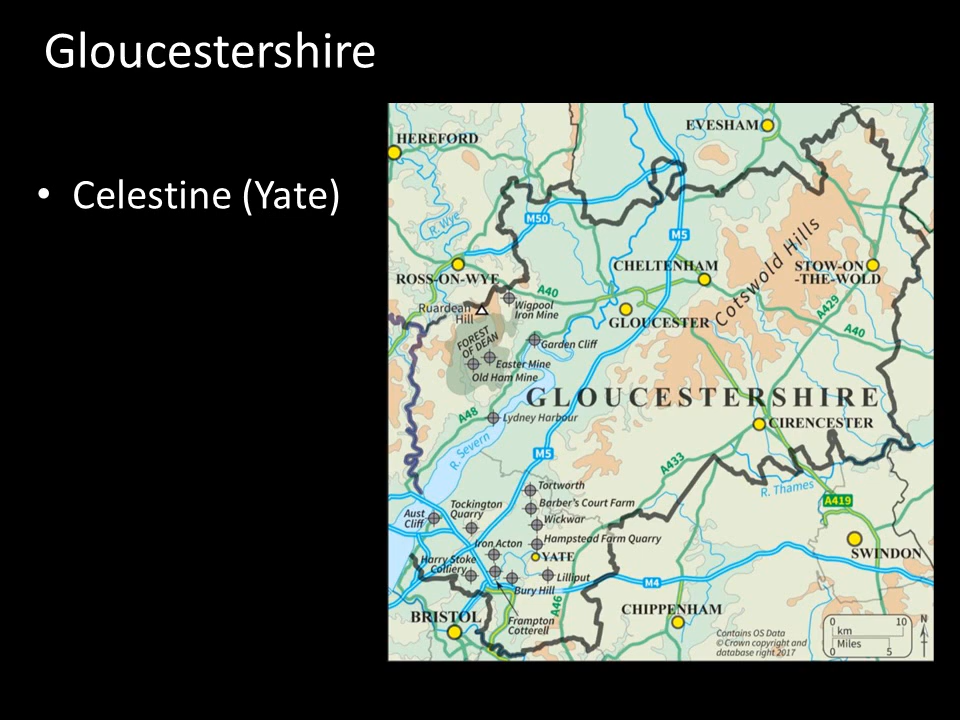 Gloucestershire
• Celestine (Yate)
EVESHAM
HEREFORD
R. Wye
M50
M5
Cotswold Hills
ROSS-ON-WYE
CHELTENHAM
STOW-ON
-THE-WOLD
A40
Wigpool
Iron Mine
Ruardean
Hill
GLOUCESTER
A429
A40
FOREST
OF DEAN
Garden Cliff
Easter Mine
Old Ham Mine
GLOUCESTERSHIRE
A48
Lydney Harbour
CIRENCESTER
R. Severn
M5
A433
Tortworth
R. Thames
A419
Barber's Court Farm
Tockington
Quarry
Aust
Cliff
Wickwar
Hampstead Farm Quarry
Iron Acton
YATE
SWINDON
Harry Stoke
Colliery
Lilliput
M4
Bury Hill
A46
CHIPPENHAM
BRISTOL
Frampton
Cotterell
Contains OS Data
© Crown copyright and
database right 2017
0 10
km
Miles
0 5
N